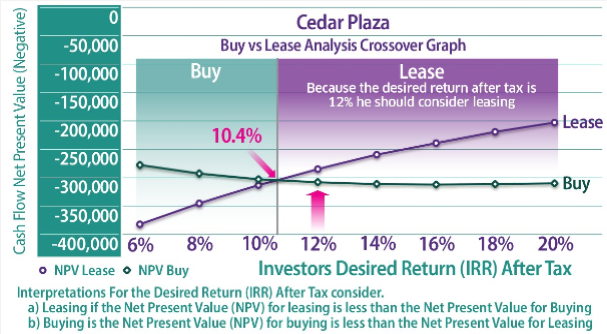 Cedar Plaza
Buy vs Lease Analysis Crossover Graph
Cash Flow Net Present Value (Negative)
0
-50,000
-100,000
-150,000
-200,000
-250,000
-300,000
-350,000
-400,000
Buy
Lease
Because the desired return after tax is
12% he should consider leasing
10.4%
Lease
Buy
6% 8% 10% 12% 14% 16% 18% 20%
NPV Lease NPV Buy
Investors Desired Return (IRR) After Tax
Interpretations For the Desired Return (IRR) After Tax consider.
a) Leasing if the Net Present Value (NPV) for leasing is less than the Net Present Value for Buying
b) Buying is the Net Present Value (NPV) for buying is less than the Net Present Value for Leasing